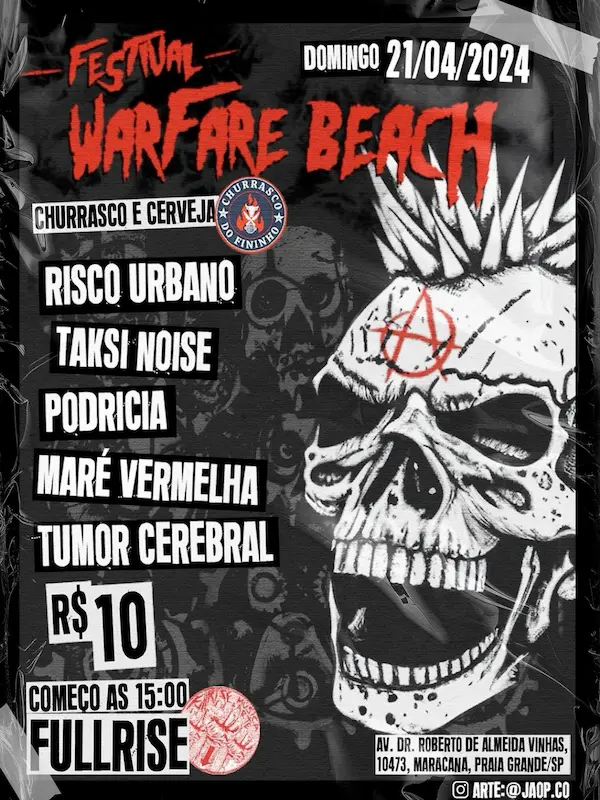 FESTIVAL
DOMINGO 21/04/2024
WARFARE BEACH
CHURRASCO E CERVEJA
CHURRASCO
DO FININHO
RISCO URBANO
TAKSI NOISE
PODRICIA
MARÉ VERMELHA
TUMOR CEREBRAL
R$ 10
COMEÇO AS 15:00
FULLRISE
AV. DR. ROBERTO DE ALMEIDA VINHAS,
10473, MARACANA, PRAIA GRANDE/SP
ARTE:@JAOP.CO